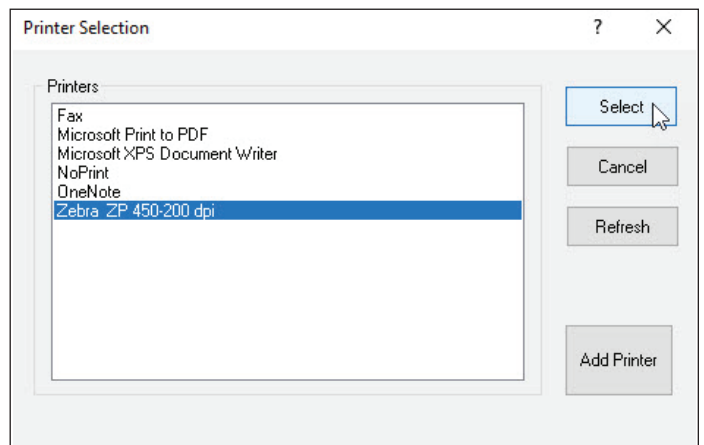 Printer Selection
?
Printers
Fax
Microsoft Print to PDF
Microsoft XPS Document Writer
NoPrint
OneNote
Zebra ZP 450-200 dpi
Select
Cancel
Refresh
Add Printer